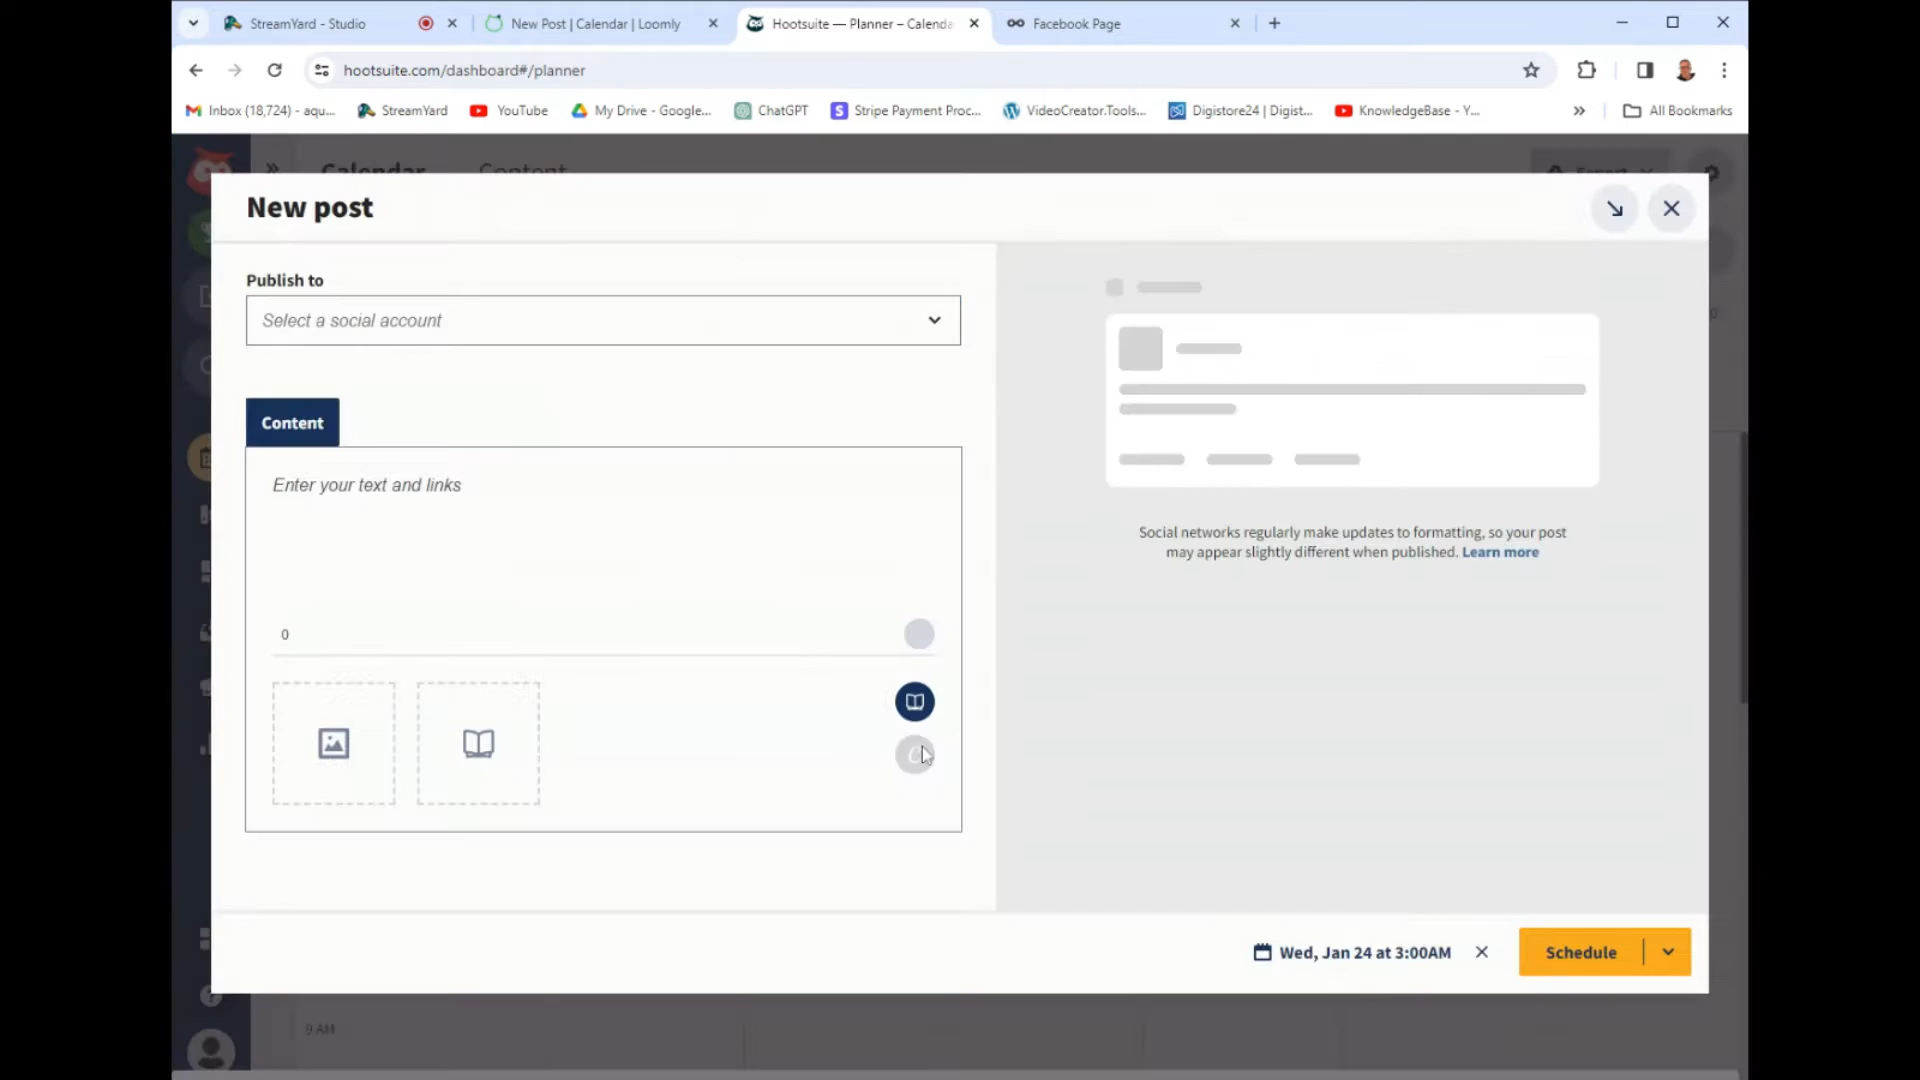 StreamYard - Studio
New Post | Calendar | Loomly
Hootsuite — Planner – Calenda
Facebook Page
hootsuite.com/dashboard#/planner
Inbox (18,724) - aqu...
StreamYard
YouTube
My Drive - Google...
ChatGPT
Stripe Payment Proc...
VideoCreator.Tools...
Digistore24 | Digist...
KnowledgeBase - Y...
All Bookmarks
Calendar
Content
Export
New post
Publish to
Select a social account
Content
Enter your text and links
0
Social networks regularly make updates to formatting, so your post
may appear slightly different when published. Learn more
Wed, Jan 24 at 3:00AM
Schedule
9 AM